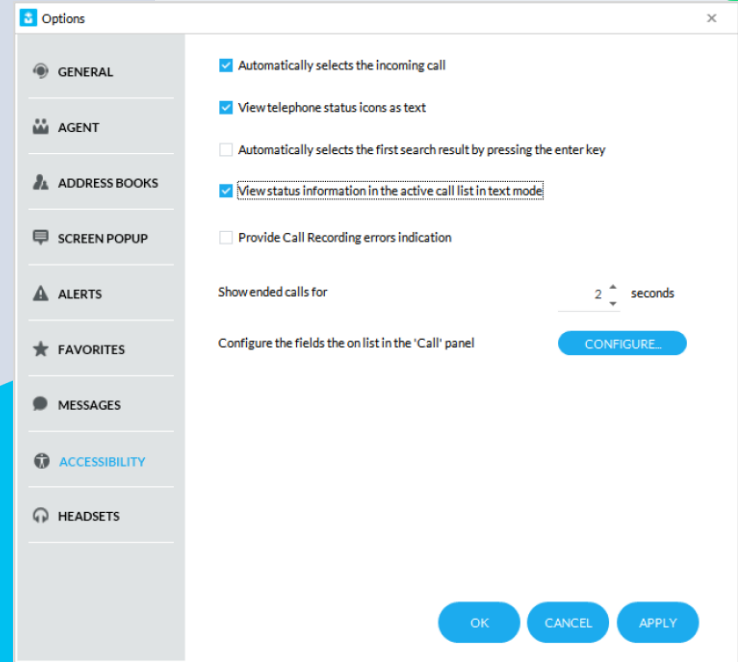 Options
GENERAL
AGENT
ADDRESS BOOKS
SCREEN POPUP
ALERTS
FAVORITES
MESSAGES
ACCESSIBILITY
HEADSETS
Automatically selects the incoming call
View telephone status icons as text
Automatically selects the first search result by pressing the enter key
View status information in the active call list in text mode
Provide Call Recording errors indication
Show ended calls for 2 seconds
Configure the fields the on list in the 'Call' panel CONFIGURE...
OK CANCEL APPLY